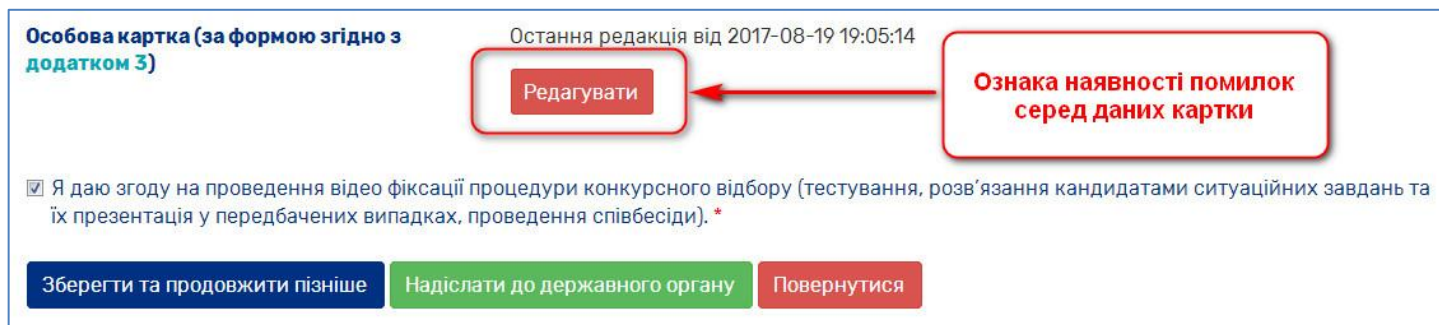 Особова картка (за формою згідно з
додатком 3)
Остання редакція від 2017-08-19 19:05:14
Редагувати
Ознака наявності помилок
серед даних картки
Я даю згоду на проведення відео фіксації процедури конкурсного відбору (тестування, розв’язання кандидатами ситуаційних завдань та
їх презентація у передбачених випадках, проведення співбесіди). *
Зберегти та продовжити пізніше
Надіслати до державного органу
Повернутися